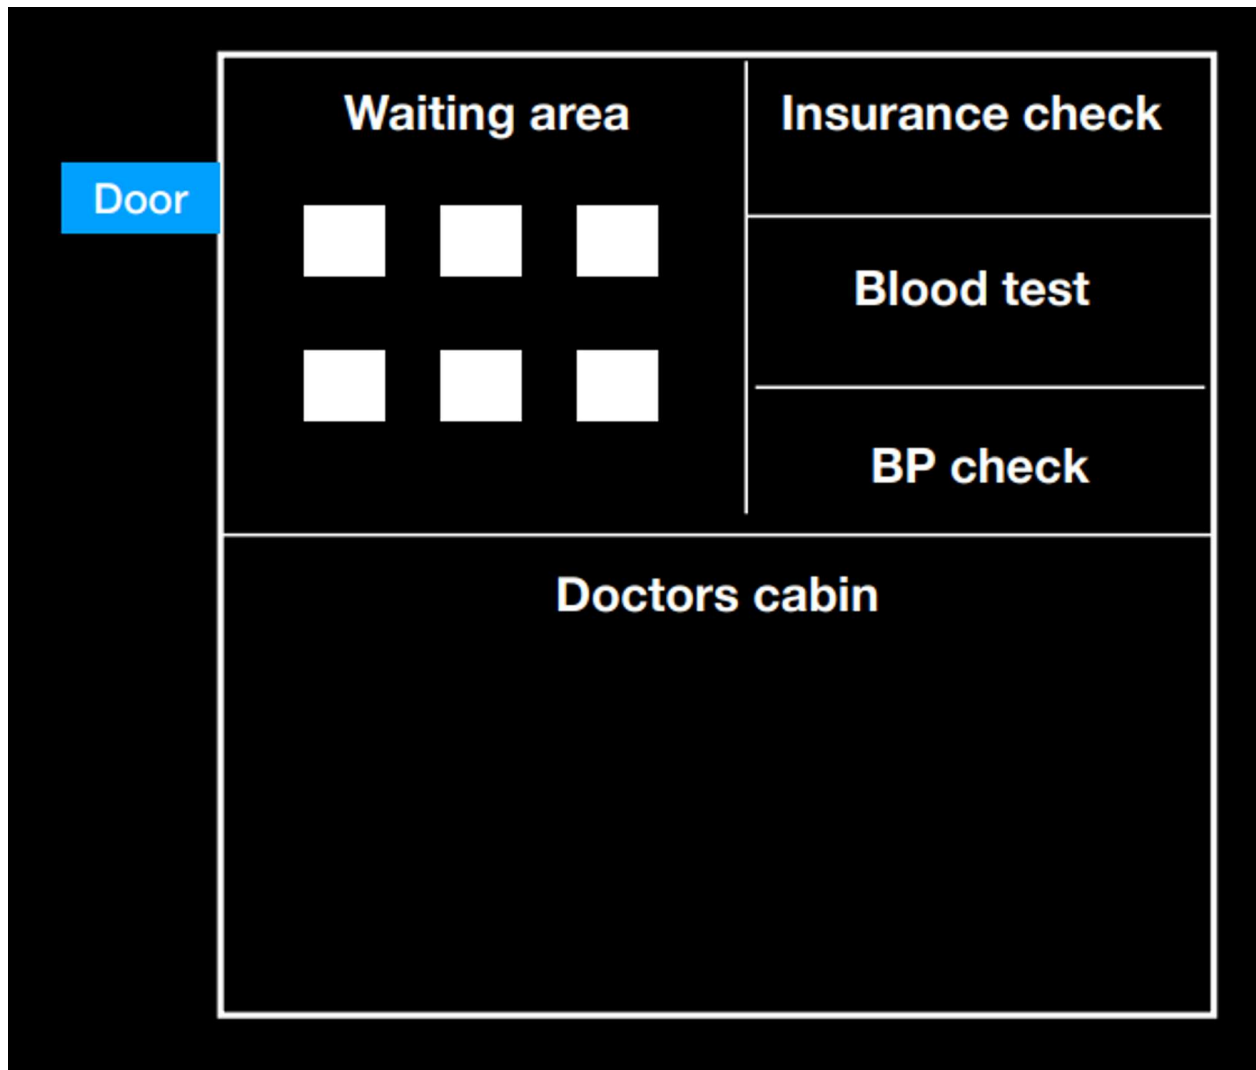 Waiting area
Insurance check
Door
Blood test
BP check
Doctors cabin